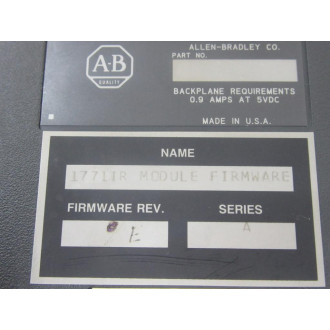 ALLEN-BRADLEY CO.
PART NO.
A-B
QUALITY
BACKPLANE REQUIREMENTS
0.9 AMPS AT 5VDC
MADE IN U.S.A.
NAME
1771IR MODULE FIRMWARE
FIRMWARE REV.
SERIES
E
A